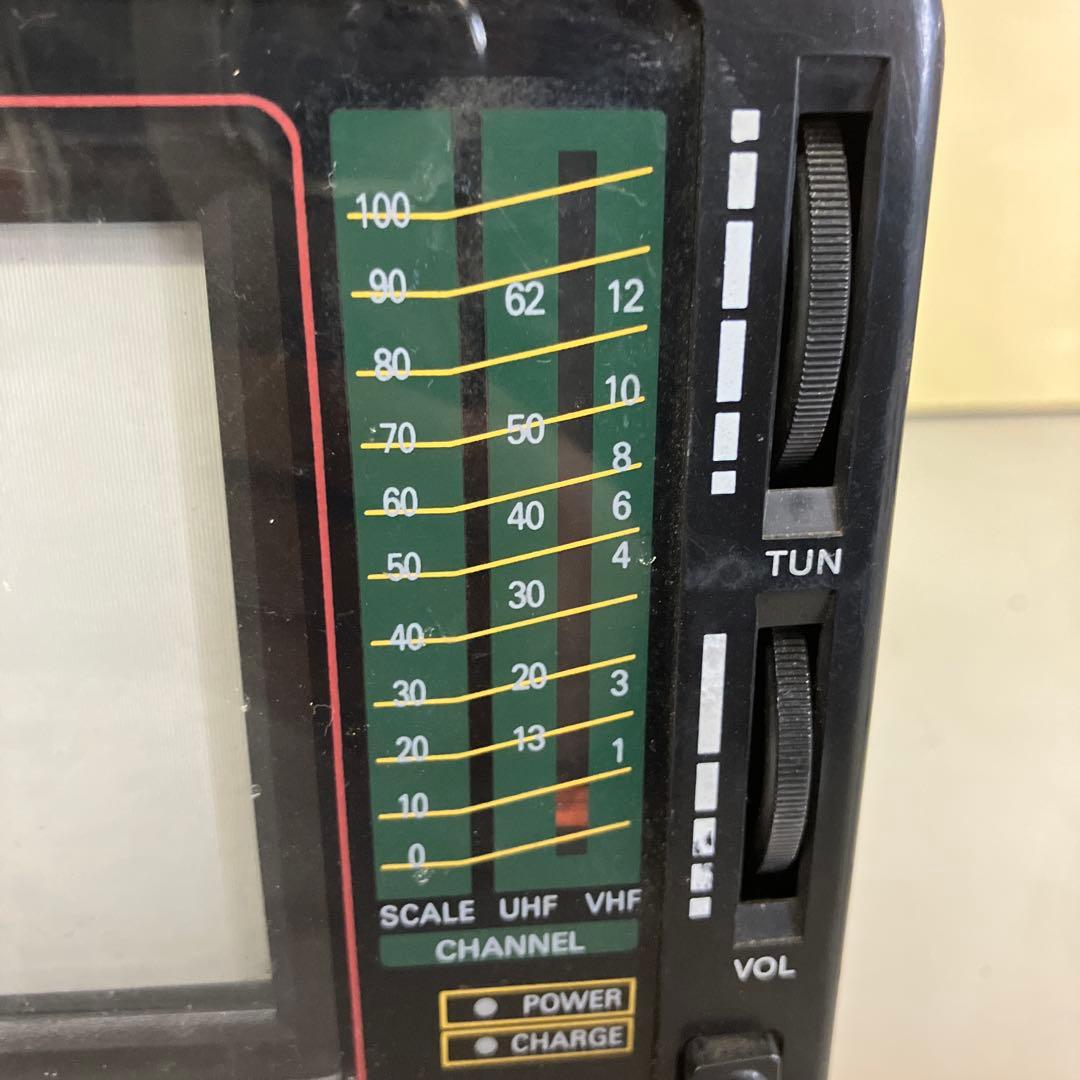 100
90 62 12
80 10
70 50 8
60 40 6
50 4
40 30
30 20 3
20 13 1
10
0
SCALE UHF VHF
CHANNEL
POWER
CHARGE
TUN
VOL